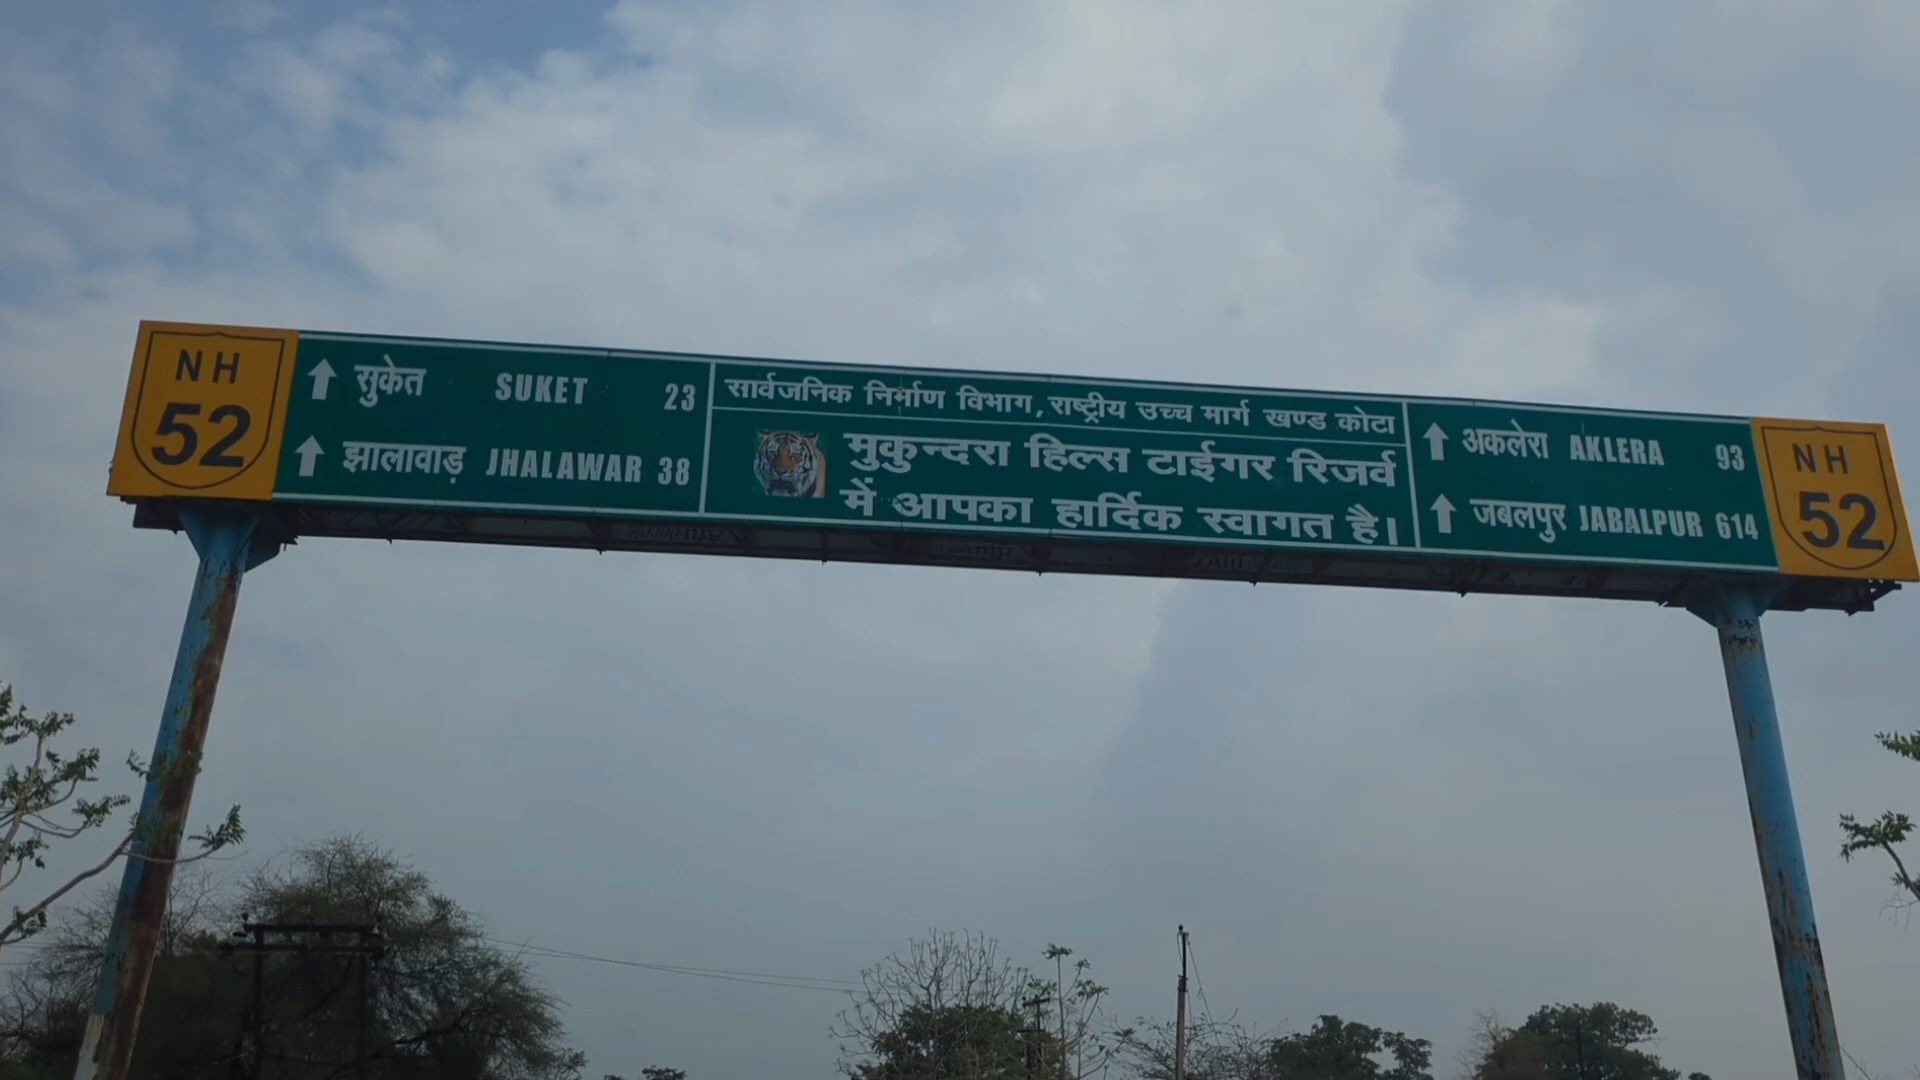 NH
52
सुकेत SUKET 23
झालावाड़ JHALAWAR 38
सार्वजनिक निर्माण विभाग, राष्ट्रीय उच्च मार्ग खण्ड कोटा
मुकुन्दरा हिल्स टाईगर रिजर्व
में आपका हार्दिक स्वागत है।
अकलेरा AKLERA 93
जबलपुर JABALPUR 614
NH
52